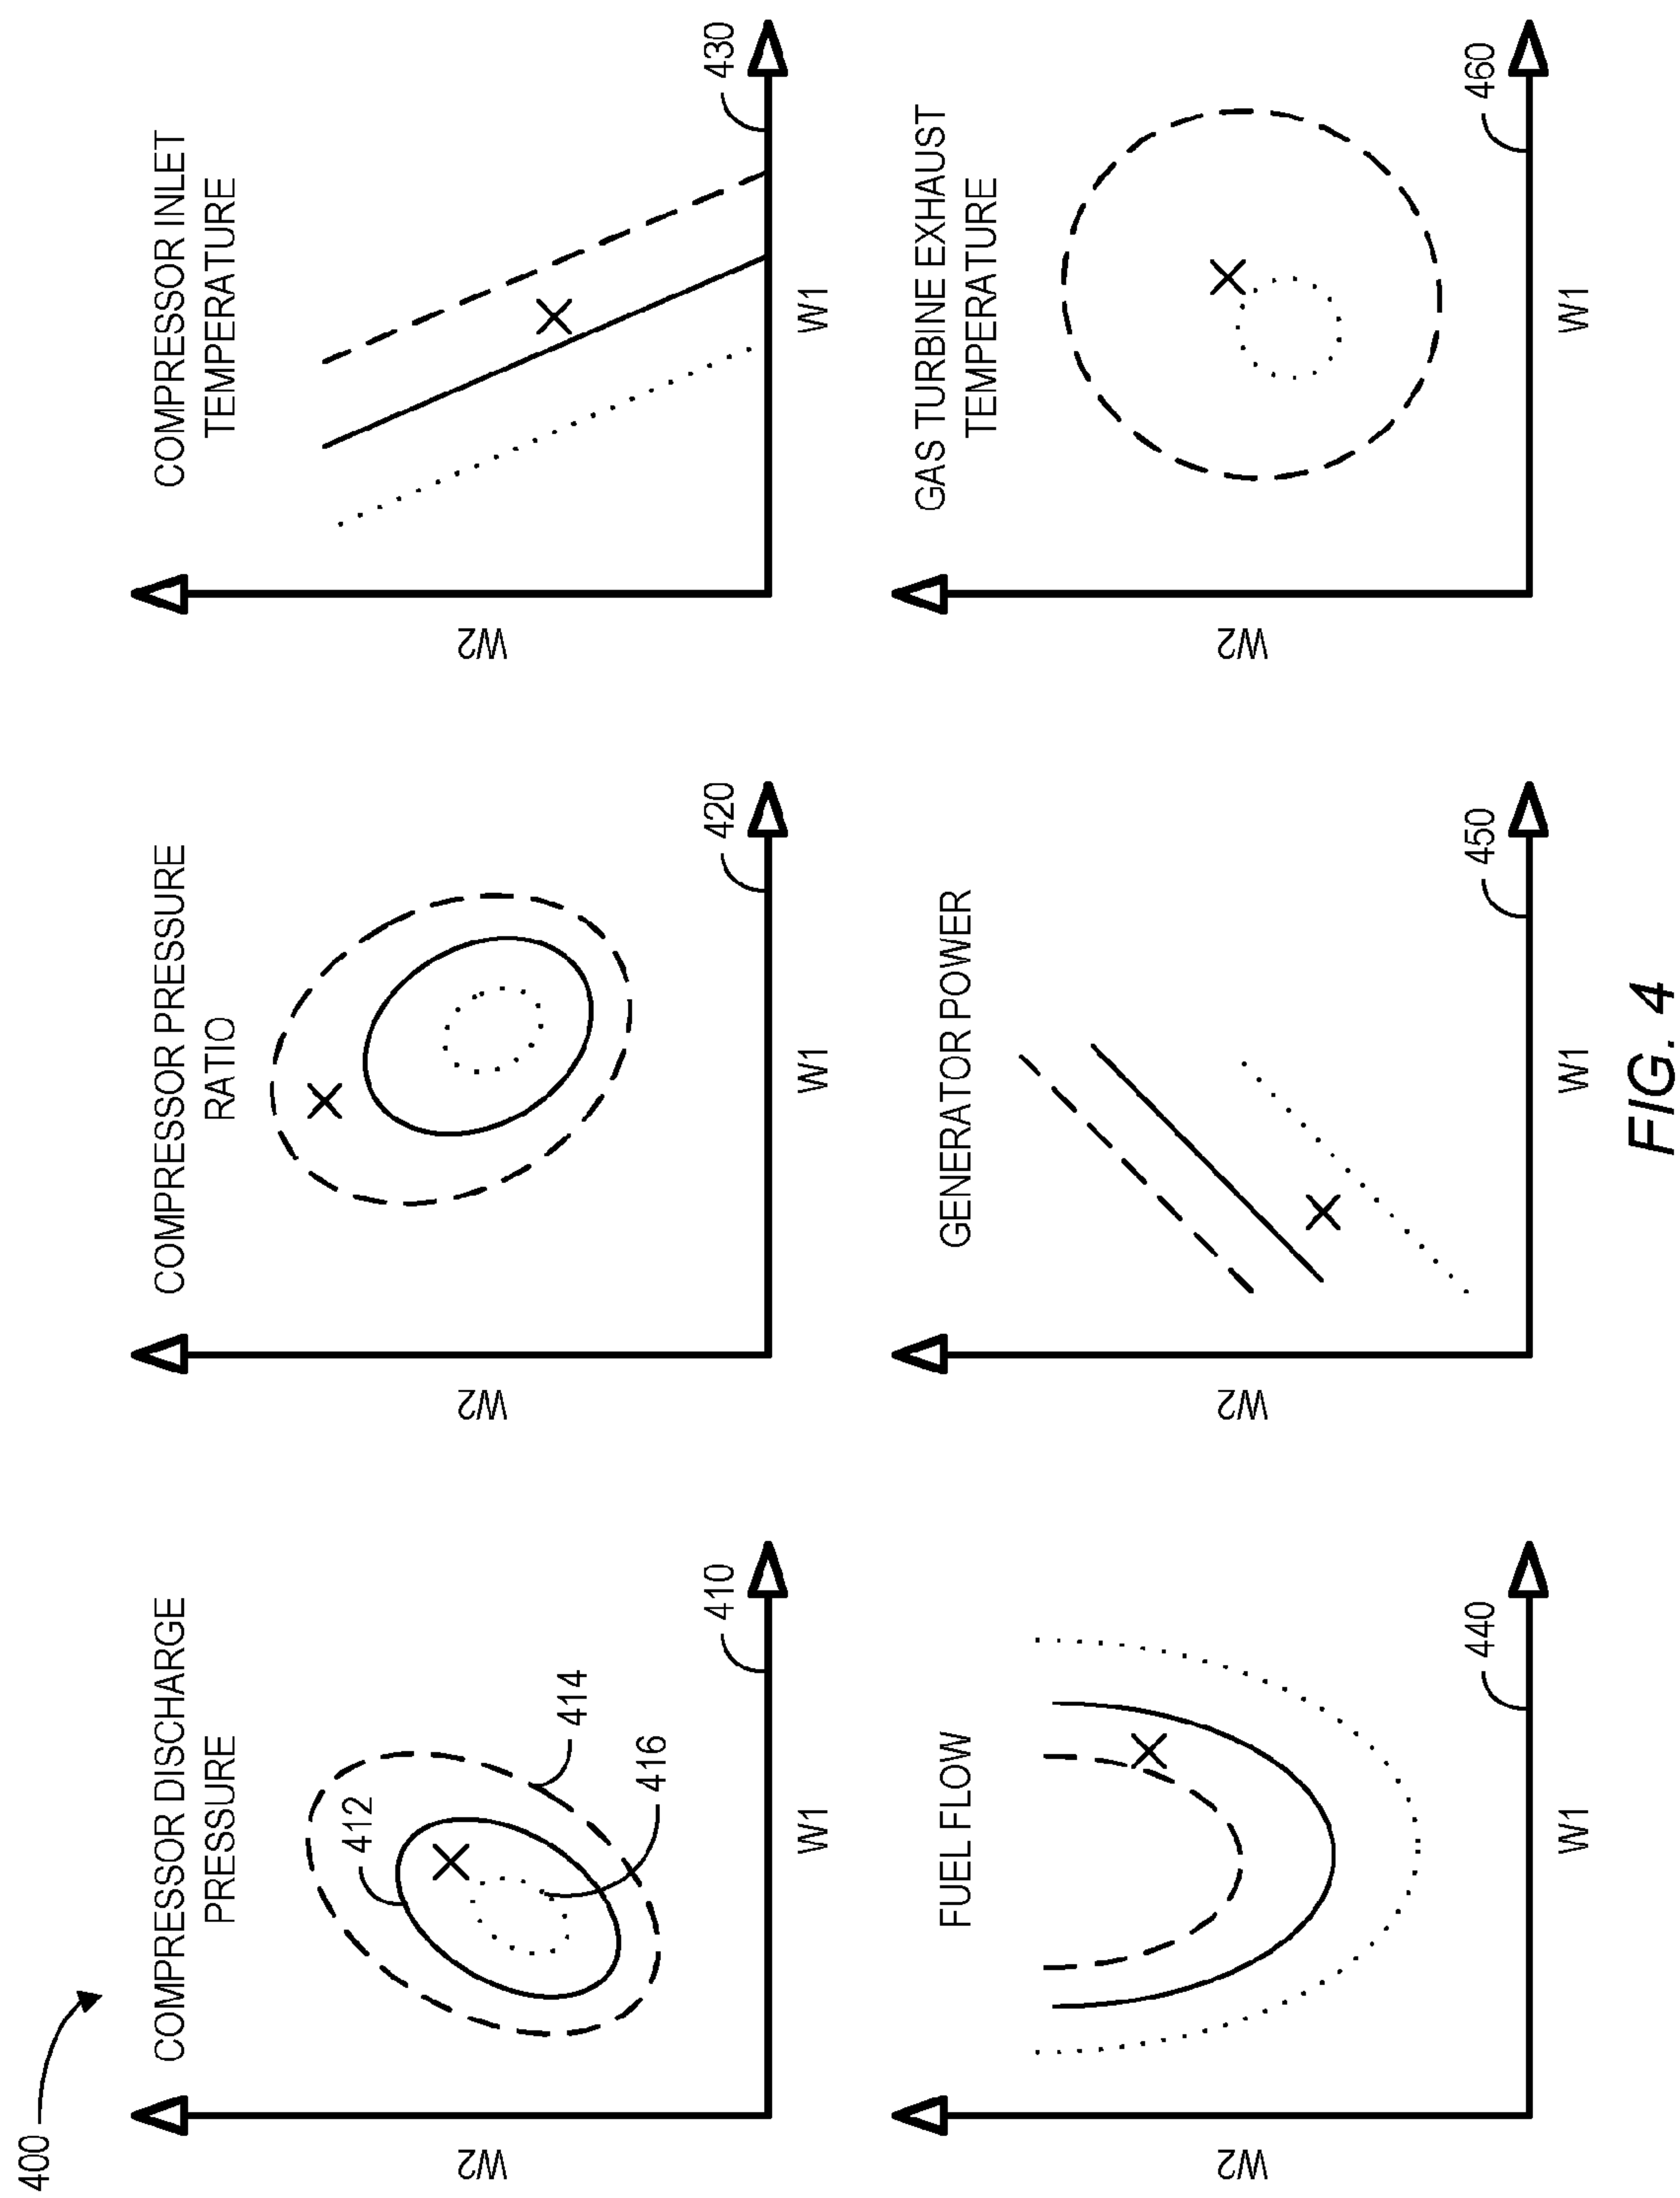 400
COMPRESSOR DISCHARGE
PRESSURE
412
414
416
410
W2
W1
COMPRESSOR PRESSURE
RATIO
420
W2
W1
COMPRESSOR INLET
TEMPERATURE
430
W2
W1
FUEL FLOW
440
W2
W1
GENERATOR POWER
450
W2
W1
GAS TURBINE EXHAUST
TEMPERATURE
460
W2
W1
FIG. 4